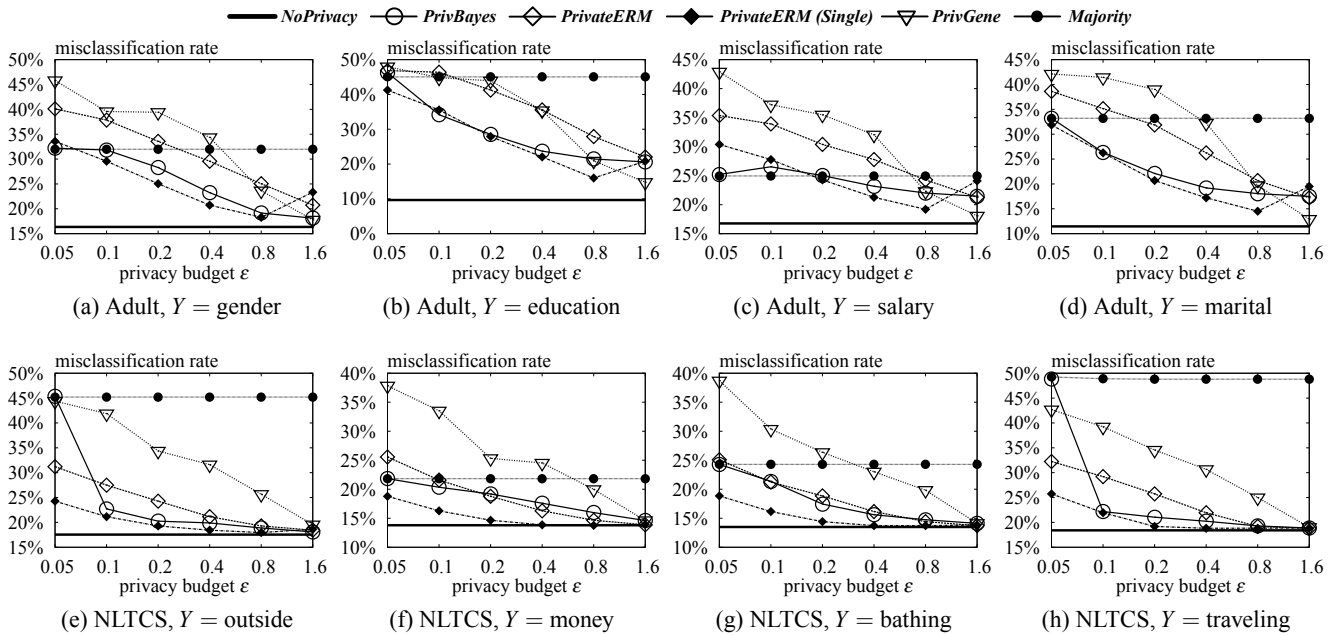 NoPrivacy PrivBayes PrivateERM PrivateERM (Single) PrivGene Majority
misclassification rate
50%
45%
40%
35%
30%
25%
20%
15%
0.05 0.1 0.2 0.4 0.8 1.6
privacy budget ε
(a) Adult, Y = gender
misclassification rate
50%
40%
30%
20%
10%
0%
0.05 0.1 0.2 0.4 0.8 1.6
privacy budget ε
(b) Adult, Y = education
misclassification rate
45%
40%
35%
30%
25%
20%
15%
0.05 0.1 0.2 0.4 0.8 1.6
privacy budget ε
(c) Adult, Y = salary
misclassification rate
45%
40%
35%
30%
25%
20%
15%
10%
0.05 0.1 0.2 0.4 0.8 1.6
privacy budget ε
(d) Adult, Y = marital
misclassification rate
50%
45%
40%
35%
30%
25%
20%
15%
0.05 0.1 0.2 0.4 0.8 1.6
privacy budget ε
(e) NLTCS, Y = outside
misclassification rate
40%
35%
30%
25%
20%
15%
10%
0.05 0.1 0.2 0.4 0.8 1.6
privacy budget ε
(f) NLTCS, Y = money
misclassification rate
40%
35%
30%
25%
20%
15%
10%
0.05 0.1 0.2 0.4 0.8 1.6
privacy budget ε
(g) NLTCS, Y = bathing
misclassification rate
50%
45%
40%
35%
30%
25%
20%
15%
0.05 0.1 0.2 0.4 0.8 1.6
privacy budget ε
(h) NLTCS, Y = traveling